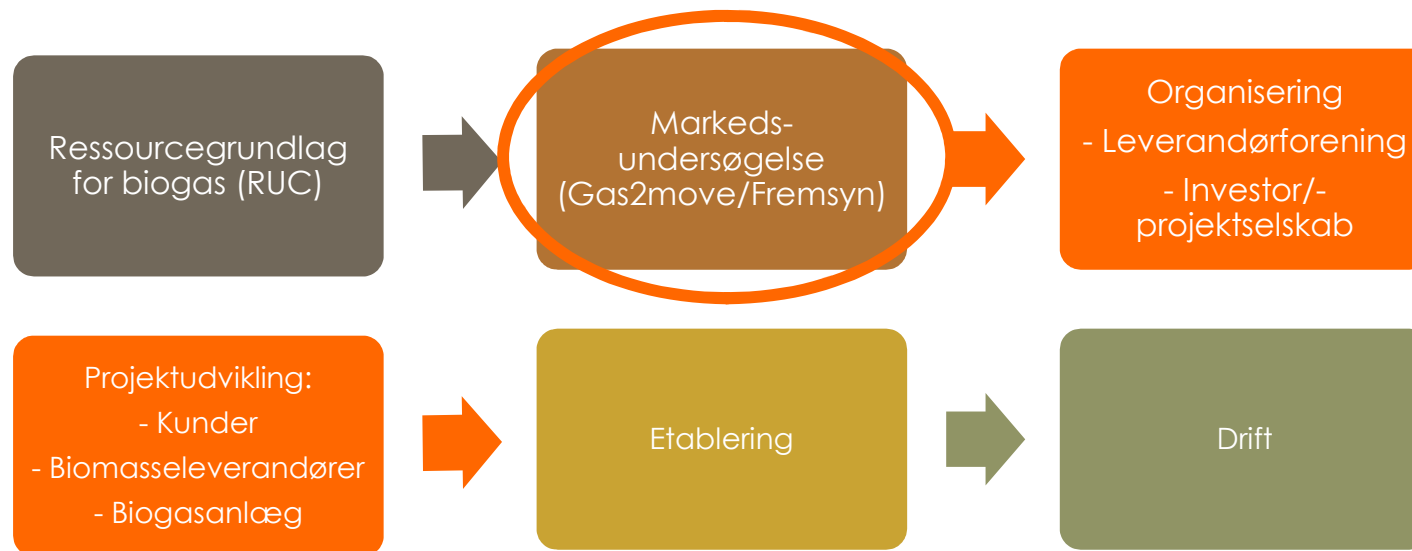 Ressourcegrundlag
for biogas (RUC)
Markeds-
undersøgelse
(Gas2move/Fremsyn)
Organisering
- Leverandørforening
- Investor/-
projektselskab
Projektudvikling:
- Kunder
- Biomasseleverandører
- Biogasanlæg
Etablering
Drift